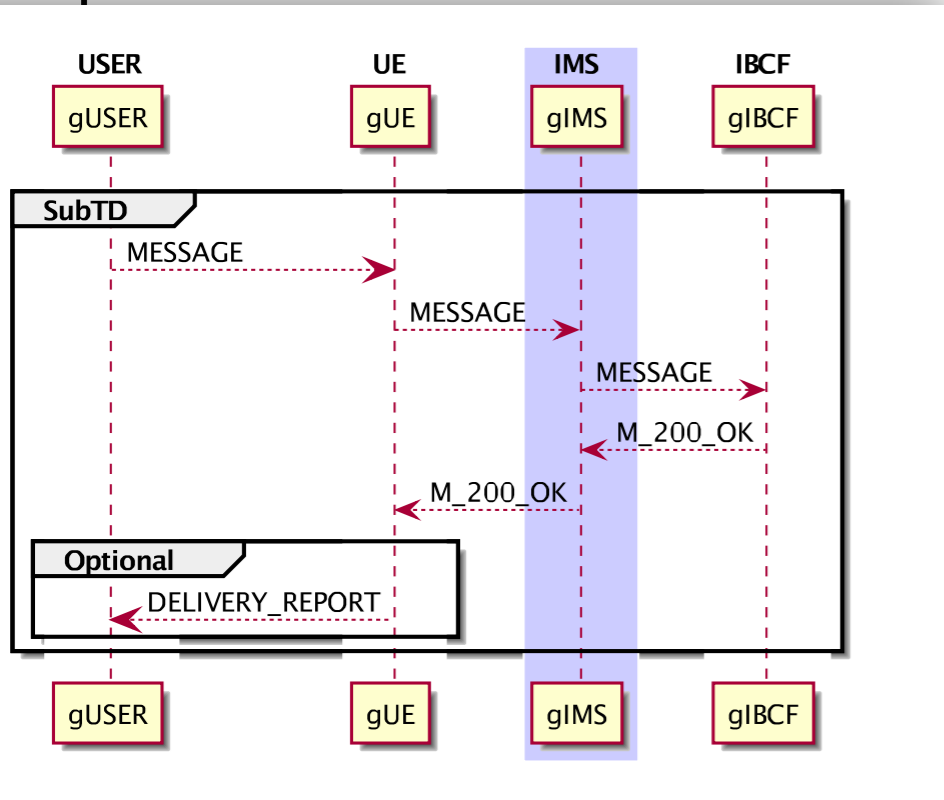 USER UE IMS IBCF
gUSER gUE gIMS gIBCF
SubTD
MESSAGE
MESSAGE
MESSAGE
M_200_OK
M_200_OK
Optional
DELIVERY_REPORT
gUSER gUE gIMS gIBCF